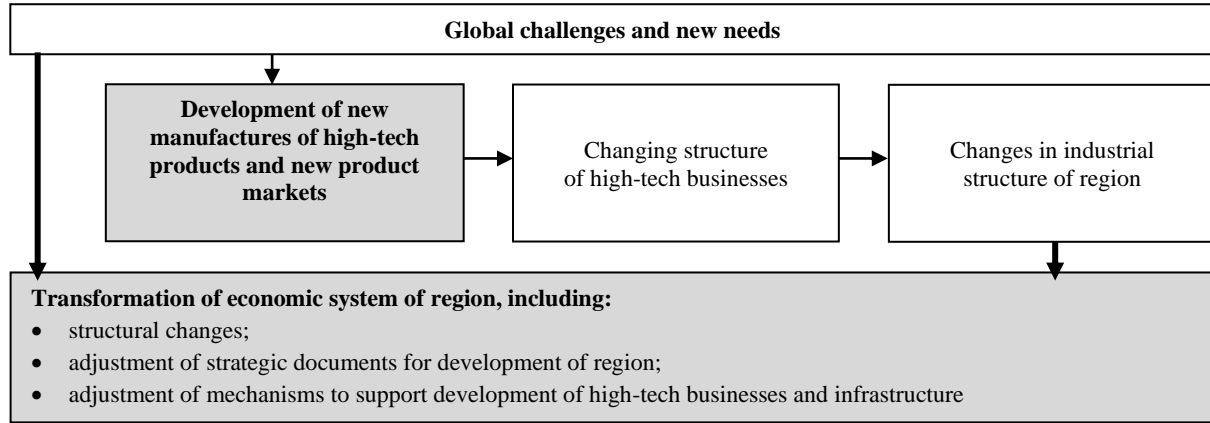 Global challenges and new needs
Development of new
manufactures of high-tech
products and new product
markets
Changing structure
of high-tech businesses
Changes in industrial
structure of region
Transformation of economic system of region, including:
• structural changes;
• adjustment of strategic documents for development of region;
• adjustment of mechanisms to support development of high-tech businesses and infrastructure